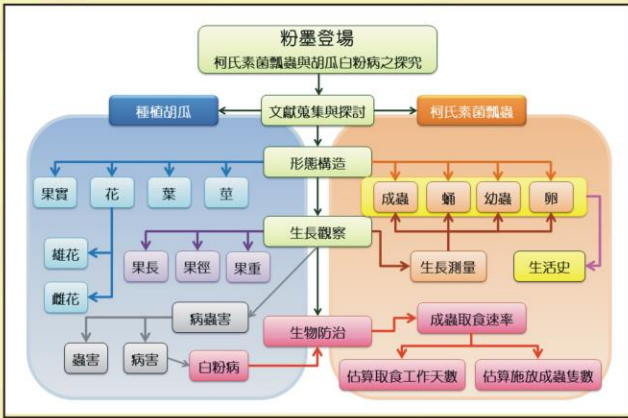 粉墨登場
柯氏素菌瓢蟲與胡瓜白粉病之探究
種植胡瓜
文獻蒐集與探討
柯氏素菌瓢蟲
形態構造
果實
花
葉
莖
成蟲
蛹
幼蟲
卵
生長觀察
雄花
果長
果徑
果重
生長測量
生活史
雌花
病蟲害
生物防治
成蟲取食速率
蟲害
病害
白粉病
估算取食工作天數
估算施放成蟲隻數